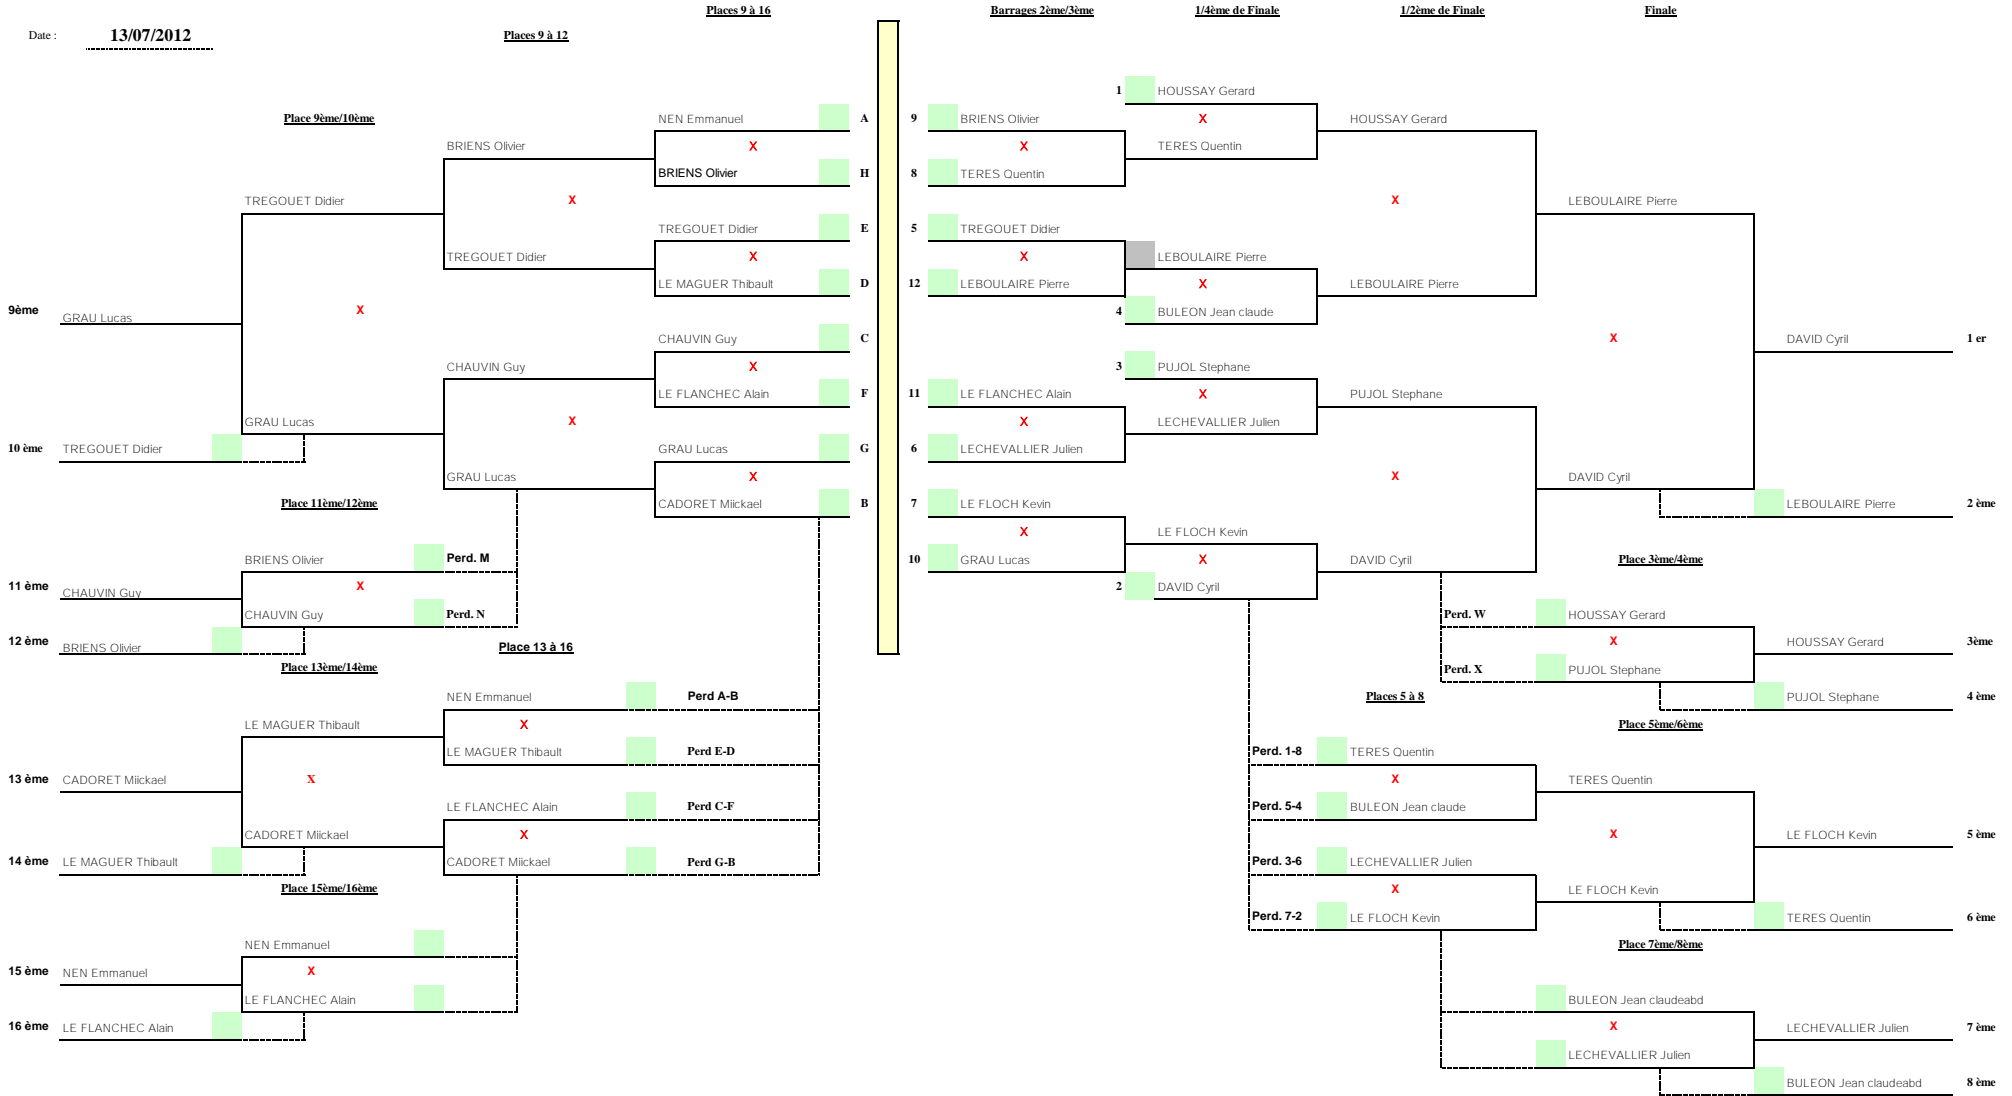 Places 9 à 16 Barrages 2ème/3ème 1/4ème de Finale 1/2ème de Finale Finale
Date : 13/07/2012 Places 9 à 12
1 HOUSSAY Gerard
Place 9ème/10ème NEN Emmanuel A 9 BRIENS Olivier X HOUSSAY Gerard
BRIENS Olivier X X TERES Quentin
BRIENS Olivier H 8 TERES Quentin
TREGOUET Didier X X LEBOULAIRE Pierre
TREGOUET Didier E 5 TREGOUET Didier
TREGOUET Didier X X LEBOULAIRE Pierre
LE MAGUER Thibault D 12 LEBOULAIRE Pierre X LEBOULAIRE Pierre
9ème GRAU Lucas X 4 BULEON Jean claude
CHAUVIN Guy C X DAVID Cyril 1 er
CHAUVIN Guy X 3 PUJOL Stephane
LE FLANCHEC Alain F 11 LE FLANCHEC Alain X PUJOL Stephane
GRAU Lucas X X LECHEVALLIER Julien
10 ème TREGOUET Didier GRAU Lucas G 6 LECHEVALLIER Julien
GRAU Lucas X X DAVID Cyril
Place 11ème/12ème CADORET Miickael B 7 LE FLOCH Kevin LEBOULAIRE Pierre 2 ème
X LE FLOCH Kevin
BRIENS Olivier Perd. M 10 GRAU Lucas X DAVID Cyril Place 3ème/4ème
11 ème CHAUVIN Guy X 2 DAVID Cyril
CHAUVIN Guy Perd. N Perd. W HOUSSAY Gerard
12 ème BRIENS Olivier Place 13 à 16 X HOUSSAY Gerard 3ème
Place 13ème/14ème Perd. X PUJOL Stephane
NEN Emmanuel Perd A-B Places 5 à 8 PUJOL Stephane 4 ème
LE MAGUER Thibault X Place 5ème/6ème
LE MAGUER Thibault Perd E-D Perd. 1-8 TERES Quentin
13 ème CADORET Miickael X X TERES Quentin
LE FLANCHEC Alain Perd C-F Perd. 5-4 BULEON Jean claude
CADORET Miickael X X LE FLOCH Kevin 5 ème
14 ème LE MAGUER Thibault CADORET Miickael Perd G-B Perd. 3-6 LECHEVALLIER Julien
Place 15ème/16ème X LE FLOCH Kevin
Perd. 7-2 LE FLOCH Kevin TERES Quentin 6 ème
NEN Emmanuel Place 7ème/8ème
15 ème NEN Emmanuel X
LE FLANCHEC Alain BULEON Jean claudeabd
16 ème LE FLANCHEC Alain X LECHEVALLIER Julien 7 ème
LECHEVALLIER Julien
BULEON Jean claudeabd 8 ème